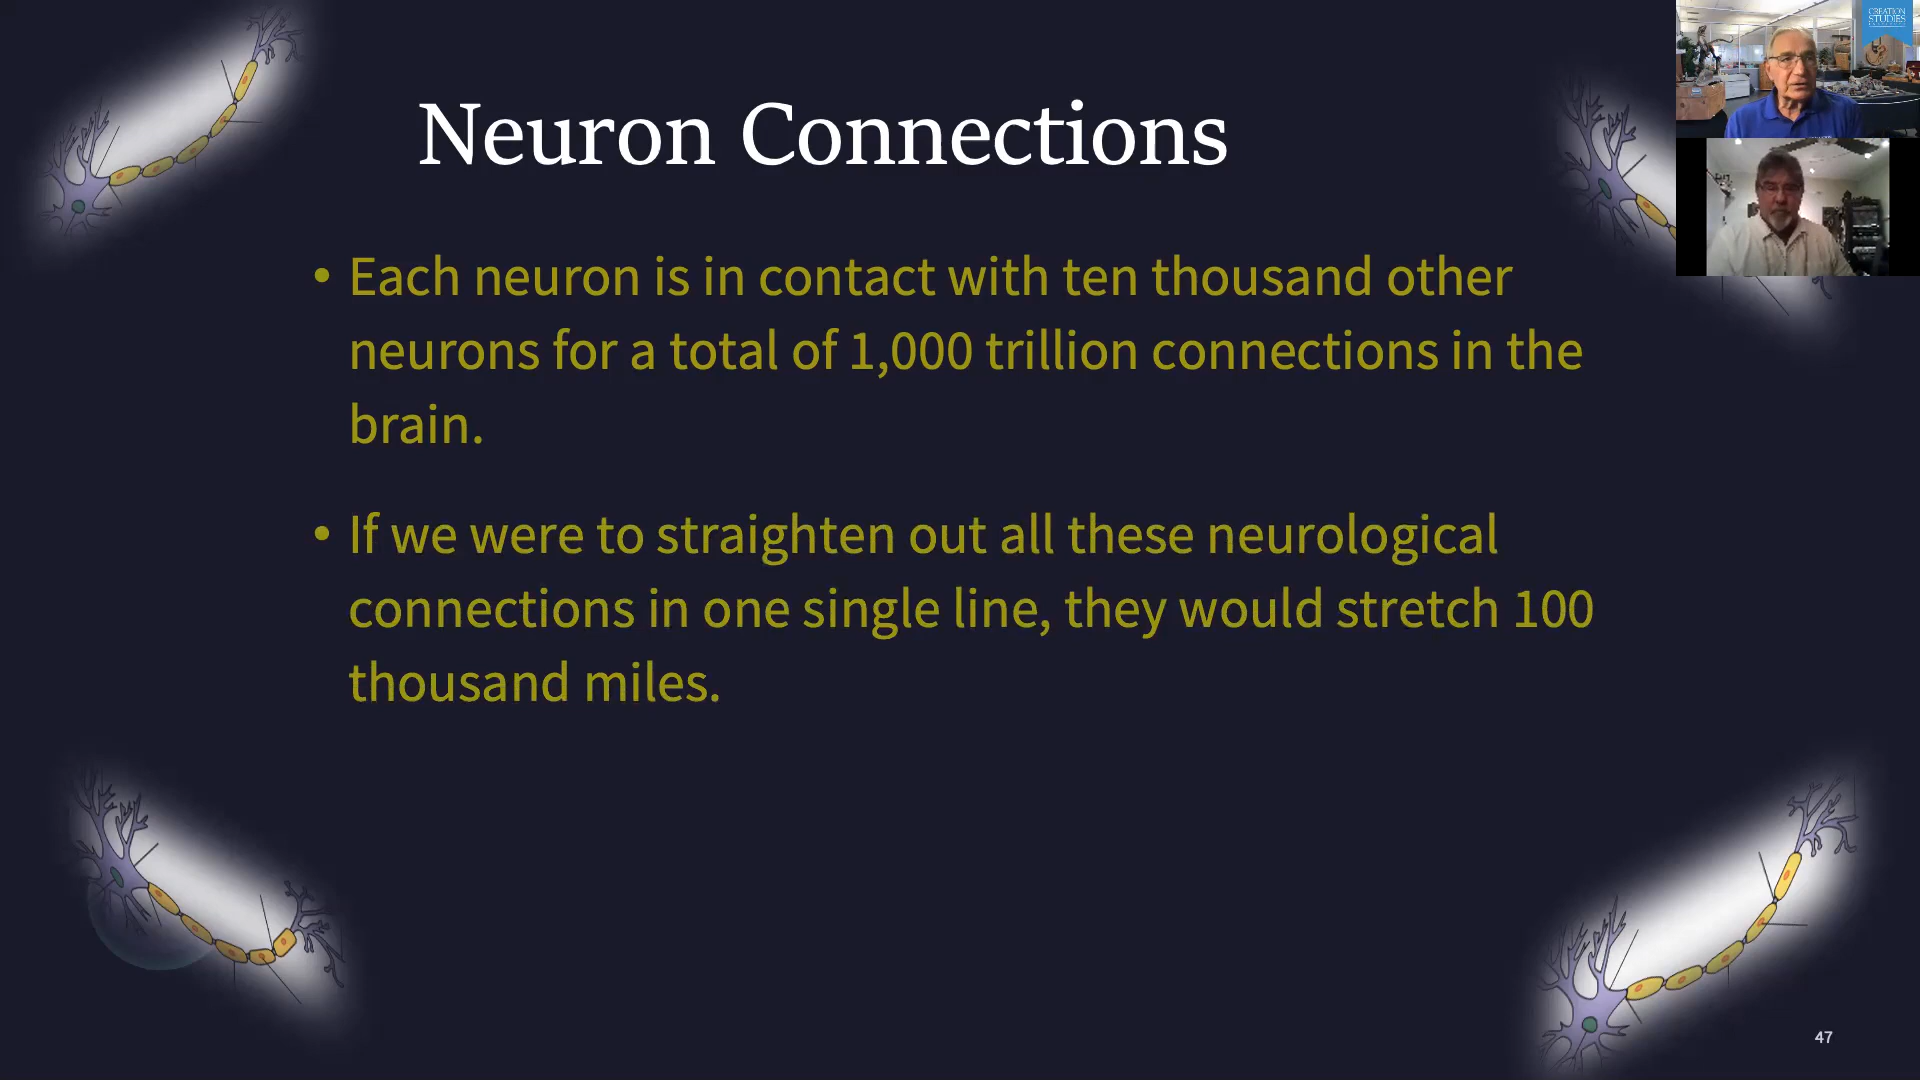 Neuron Connections
• Each neuron is in contact with ten thousand other
neurons for a total of 1,000 trillion connections in the
brain.
• If we were to straighten out all these neurological
connections in one single line, they would stretch 100
thousand miles.
CREATION
STUDIES
47